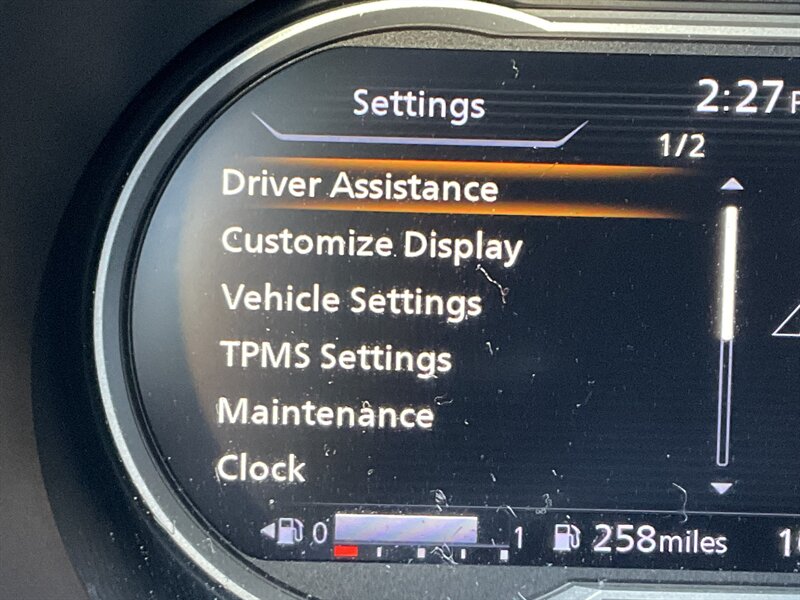 Settings
2:27
1/2
Driver Assistance
Customize Display
Vehicle Settings
TPMS Settings
Maintenance
Clock
0 1 258miles